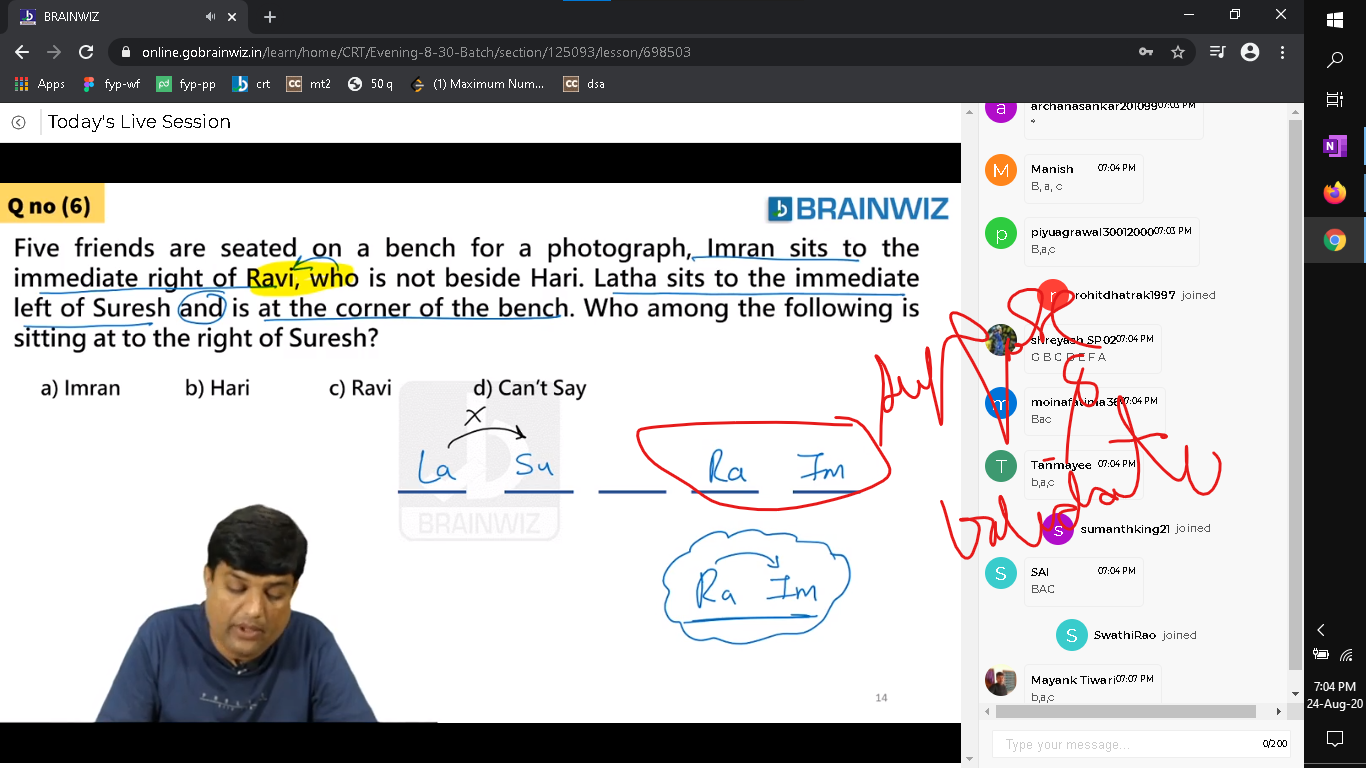 BRAINWIZ
online.gobrainwiz.in/learn/home/CRT/Evening-8-30-Batch/section/125093/lesson/698503
Apps fyp-wf fyp-pp crt mt2 50 q (1) Maximum Num... dsa
Today's Live Session
Q no (6)
BRAINWIZ
Five friends are seated on a bench for a photograph, Imran sits to the
immediate right of Ravi, who is not beside Hari. Latha sits to the immediate
left of Suresh and is at the corner of the bench. Who among the following is
sitting at to the right of Suresh?
a) Imran b) Hari c) Ravi d) Can't Say
x
La Su Ra Im
BRAINWIZ
Ra Im
14
suppose
&
validate
a
archanasankar201099 07:03 PM
*
M
Manish 07:04 PM
B, a, c
p
piyuagrawal30012000 07:03 PM
B,a,c
r
rohitdhatrak1997 joined
shreyash SP02 07:04 PM
G B C D E F A
m
moinafatima36 07:04 PM
Bac
T
Tanmayee 07:04 PM
b,a,c
s
sumanthking21 joined
S
SAI 07:04 PM
BAC
S
SwathiRao joined
Mayank Tiwari 07:07 PM
b,a,c
Type your message... 0/200
N
7:04 PM
24-Aug-20